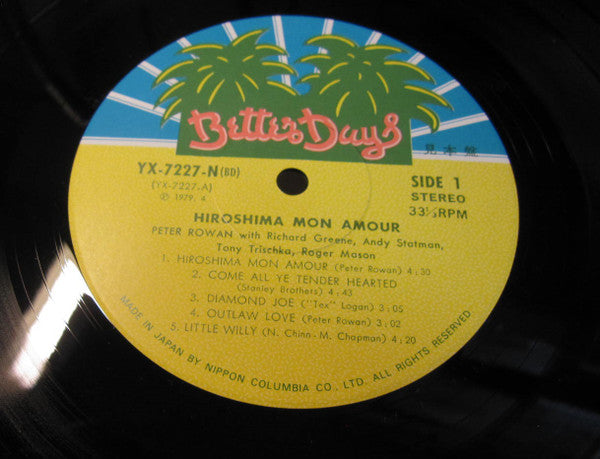 Better Days
見本盤
YX-7227-N(BD)
(YX-7227-A)
℗ 1979. 4
SIDE 1
STEREO
33⅓RPM
HIROSHIMA MON AMOUR
PETER ROWAN with Richard Greene, Andy Statman,
Tony Trischka, Roger Mason
1. HIROSHIMA MON AMOUR (Peter Rowan) 4:30
2. COME ALL YE TENDER HEARTED
(Stanley Brothers) 4:43
3. DIAMOND JOE ("Tex" Logan) 3:05
4. OUTLAW LOVE (Peter Rowan) 3:02
5. LITTLE WILLY (N. Chinn-M. Chapman) 4:20
MADE IN JAPAN BY NIPPON COLUMBIA CO., LTD. ALL RIGHTS RESERVED